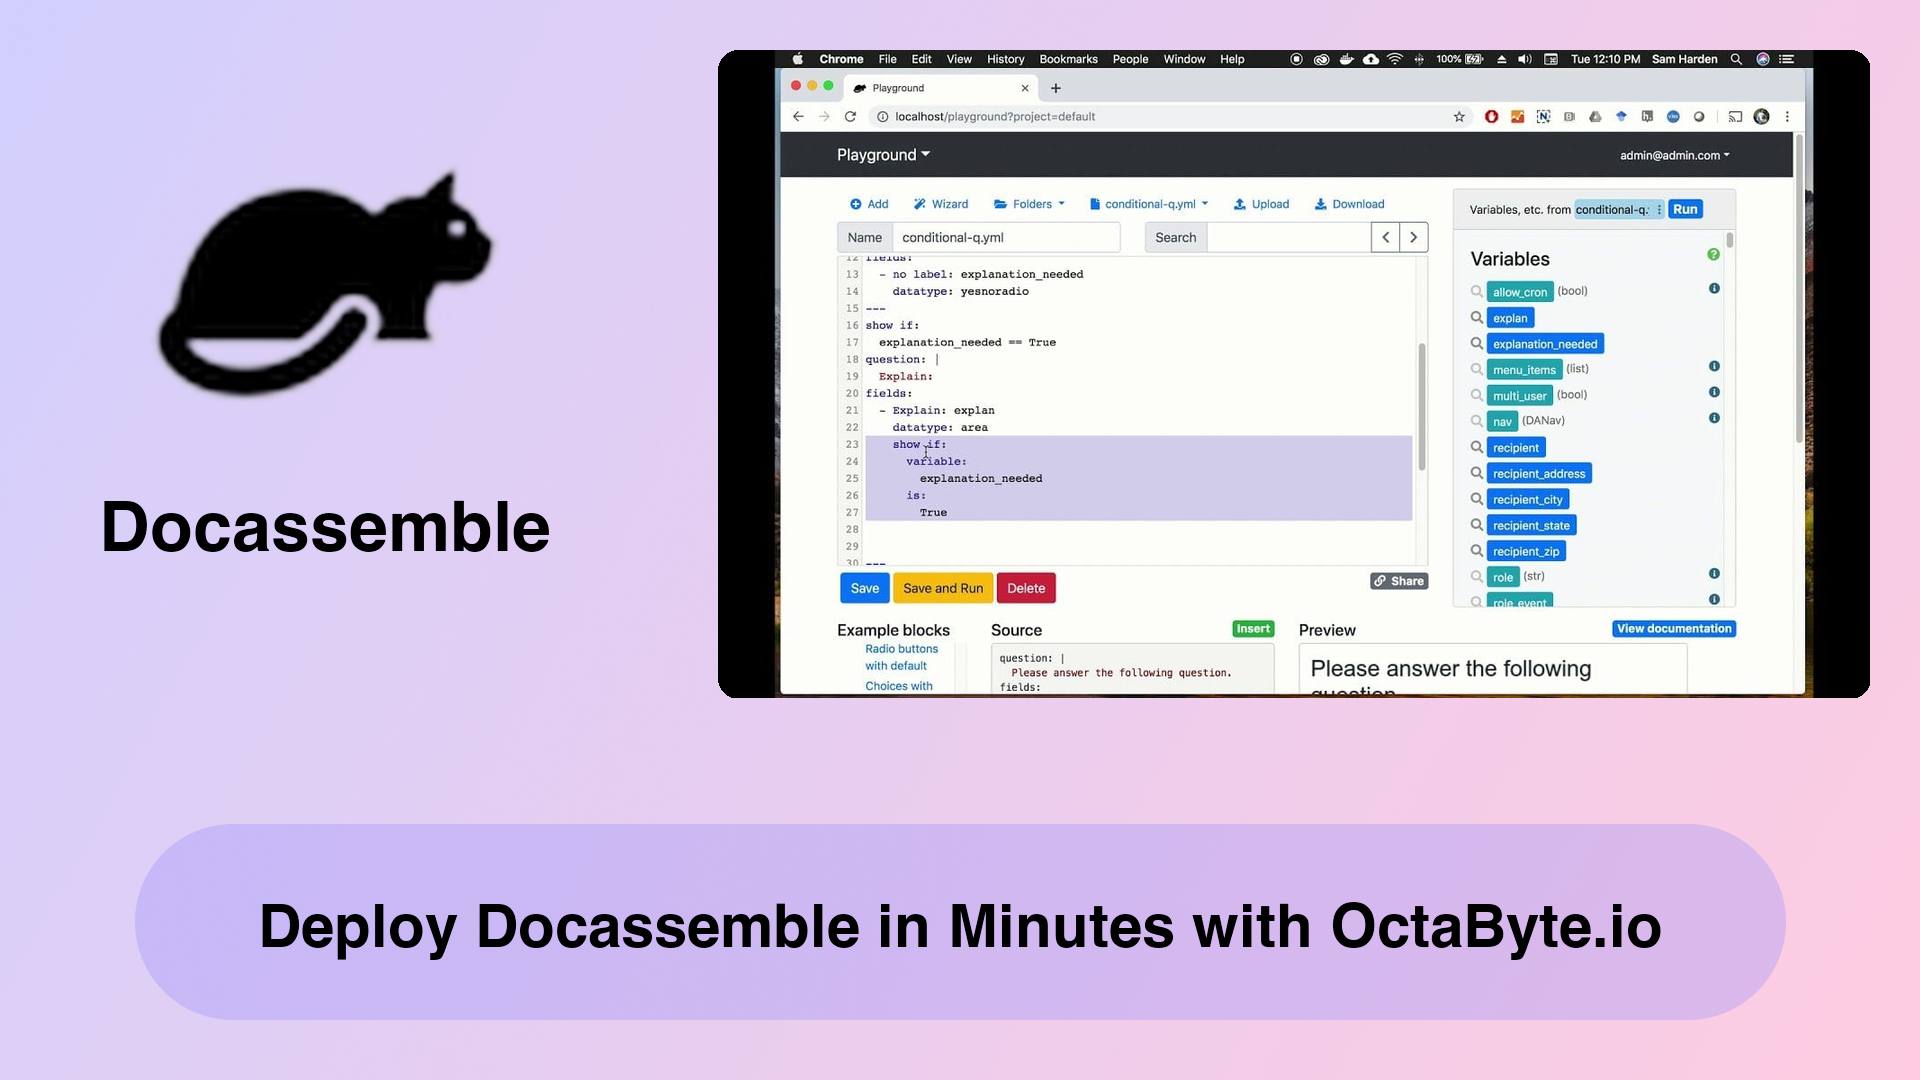 Docassemble
Chrome File Edit View History Bookmarks People Window Help 100% Tue 12:10 PM Sam Harden
Playground
localhost/playground?project=default
Playground admin@admin.com
Add Wizard Folders conditional-q.yml Upload Download
Name conditional-q.yml Search
12 fields:
13 - no label: explanation_needed
14 datatype: yesnoradio
15 ---
16 show if:
17 explanation_needed == True
18 question: |
19 Explain:
20 fields:
21 - Explain: explan
22 datatype: area
23 show if:
24 variable:
25 explanation_needed
26 is:
27 True
28
29
30 ---
Save Save and Run Delete Share
Variables, etc. from conditional-q. Run
Variables
allow_cron (bool)
explan
explanation_needed
menu_items (list)
multi_user (bool)
nav (DANav)
recipient
recipient_address
recipient_city
recipient_state
recipient_zip
role (str)
role_event
Example blocks
Radio buttons
with default
Choices with
Source Insert
question: |
Please answer the following question.
fields:
Preview View documentation
Please answer the following
question
Deploy Docassemble in Minutes with OctaByte.io